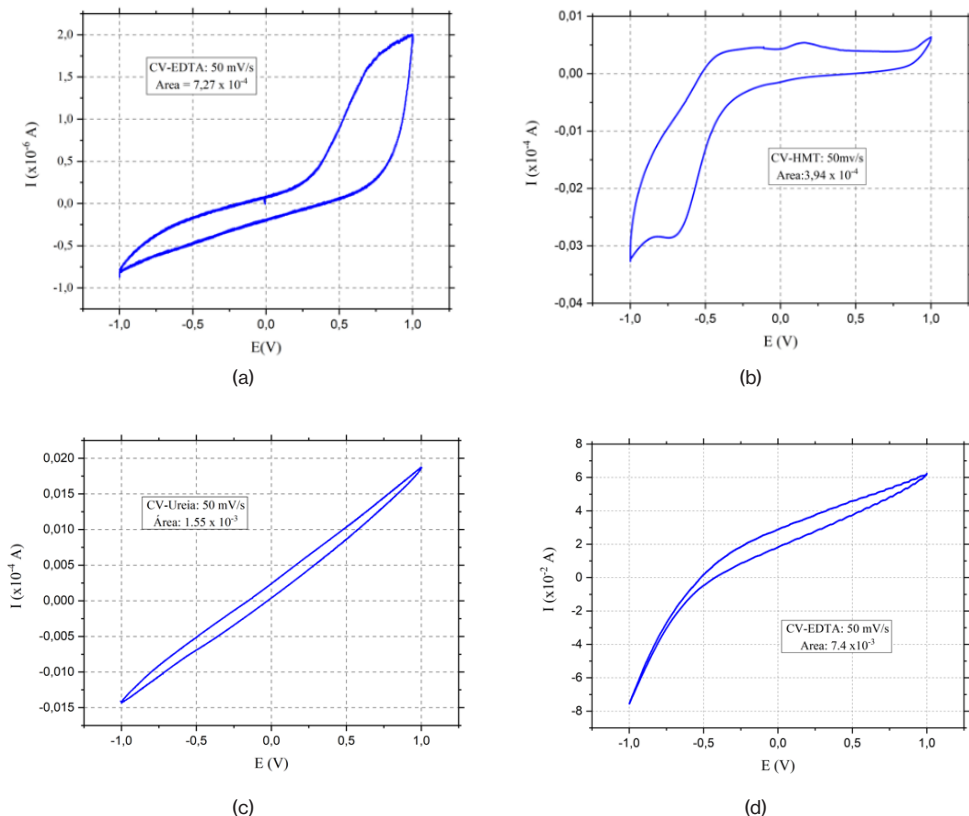 2,0
1,5
1,0
0,5
0,0
-0,5
-1,0
I (x10⁻⁶ A)
CV-EDTA: 50 mV/s
Area = 7,27 x 10⁻⁴
-1,0 -0,5 0,0 0,5 1,0
E(V)
(a)
0,01
0,00
-0,01
-0,02
-0,03
-0,04
I (x10⁻⁴ A)
CV-HMT: 50mv/s
Area:3,94 x 10⁻⁴
-1,0 -0,5 0,0 0,5 1,0
E (V)
(b)
0,020
0,015
0,010
0,005
0,000
-0,005
-0,010
-0,015
I (x10⁻⁴ A)
CV-Ureia: 50 mV/s
Área: 1.55 x 10⁻³
-1,0 -0,5 0,0 0,5 1,0
E (V)
(c)
8
6
4
2
0
-2
-4
-6
-8
I (x10⁻² A)
CV-EDTA: 50 mV/s
Area: 7.4 x10⁻³
-1,0 -0,5 0,0 0,5 1,0
E (V)
(d)